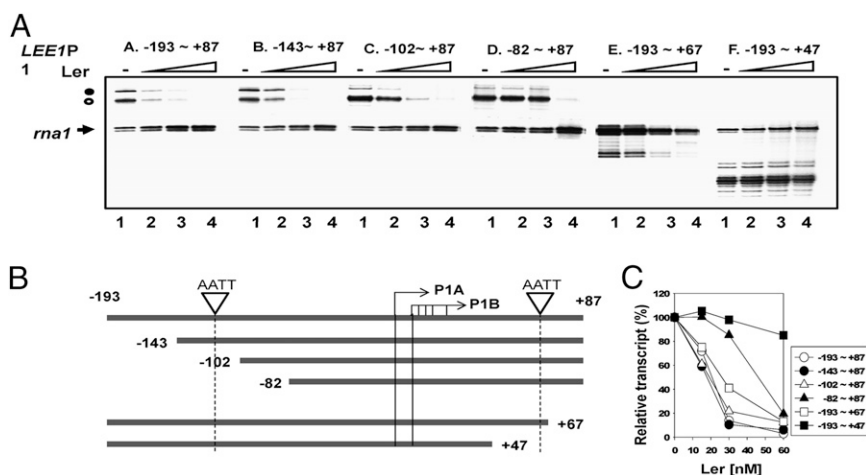 A
LEE1P A. -193 ~ +87 B. -143~ +87 C. -102~ +87 D. -82 ~ +87 E. -193 ~ +67 F. -193 ~ +47
1 Ler - - - - - -
rna1
1 2 3 4 1 2 3 4 1 2 3 4 1 2 3 4 1 2 3 4 1 2 3 4
B
AATT AATT
-193 P1A P1B +87
-143
-102
-82
+67
+47
C
Relative transcript (%)
120
100
80
60
40
20
0
0 10 20 30 40 50 60
Ler [nM]
-193 ~ +87
-143 ~ +87
-102 ~ +87
-82 ~ +87
-193 ~ +67
-193 ~ +47